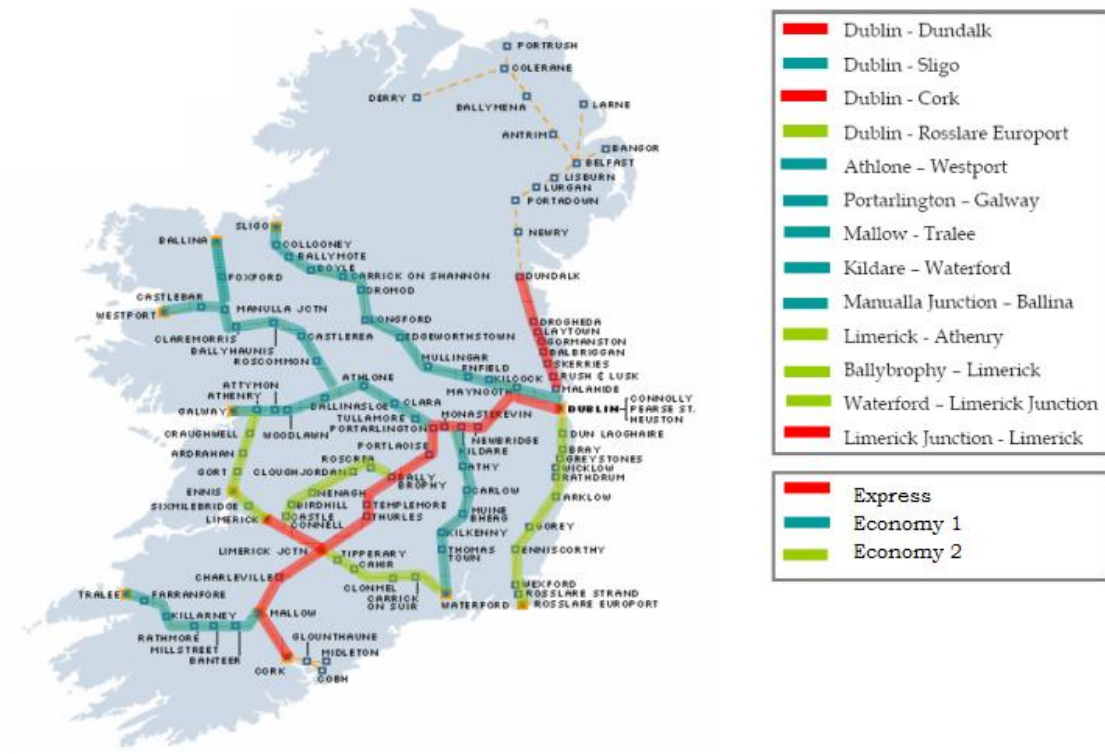 PORTRUSH
COLERANE
DERRY
BALLYMENA
LARNE
ANTRIM
BANGOR
BELFAST
LISBURN
LURGAN
PORTADOWN
NEWRY
SLIGO
BALLINA
COLLOONEY
BALLYMOTE
BOYLE
CARRICK ON SHANNON
FOXFORD
DUNDALK
DROMOD
CASTLEBAR
WESTPORT
MANULLA JCTN
LONGFORD
DROGHEDA
LAYTOWN
CLAREMORRIS
CASTLEREA
EDGEWORTHSTOWN
GORMANSTON
BALLYHAUNIS
BALBRIGGAN
ROSCOMMON
MULLINGAR
SKERRIES
ENFIELD
RUSH & LUSK
ATHLONE
KILCOCK
MALAHIDE
ATTYMON
MAYNOOTH
ATHENRY
CLARA
CONNOLLY
BALLINASLOE
MONASTEREVIN
DUBLIN
PEARSE ST.
GALWAY
TULLAMORE
HEUSTON
PORTARLINGTON
WOODLAWN
CRAUGHWELL
NEWBRIDGE
DUN LAOGHAIRE
PORTLAOISE
KILDARE
ARDRAHAN
ROSCREA
BRAY
GREYSTONES
GORT
CLOUGHJORDAN
ATHY
WICKLOW
BALLY
BROPHY
RATHDRUM
ENNIS
NENAGH
CARLOW
ARKLOW
SIXMILEBRIDGE
BIRDHILL
TEMPLEMORE
MUINE
BHEAG
LIMERICK
CASTLE
CONNELL
THURLES
GOREY
KILKENNY
LIMERICK JCTN
TIPPERARY
THOMAS
TOWN
ENNISCORTHY
CAHIR
CHARLEVILLE
CLONMEL
WEXFORD
TRALEE
FARRANFORE
CARRICK
ON SUIR
ROSSLARE STRAND
WATERFORD
ROSSLARE EUROPORT
KILLARNEY
MALLOW
RATHMORE
GLOUNTHAUNE
MILLSTREET
MIDLETON
BANTEER
CORK
COBH
Dublin - Dundalk
Dublin - Sligo
Dublin - Cork
Dublin - Rosslare Europort
Athlone – Westport
Portarlington – Galway
Mallow - Tralee
Kildare – Waterford
Manualla Junction – Ballina
Limerick - Athenry
Ballybrophy – Limerick
Waterford – Limerick Junction
Limerick Junction - Limerick
Express
Economy 1
Economy 2